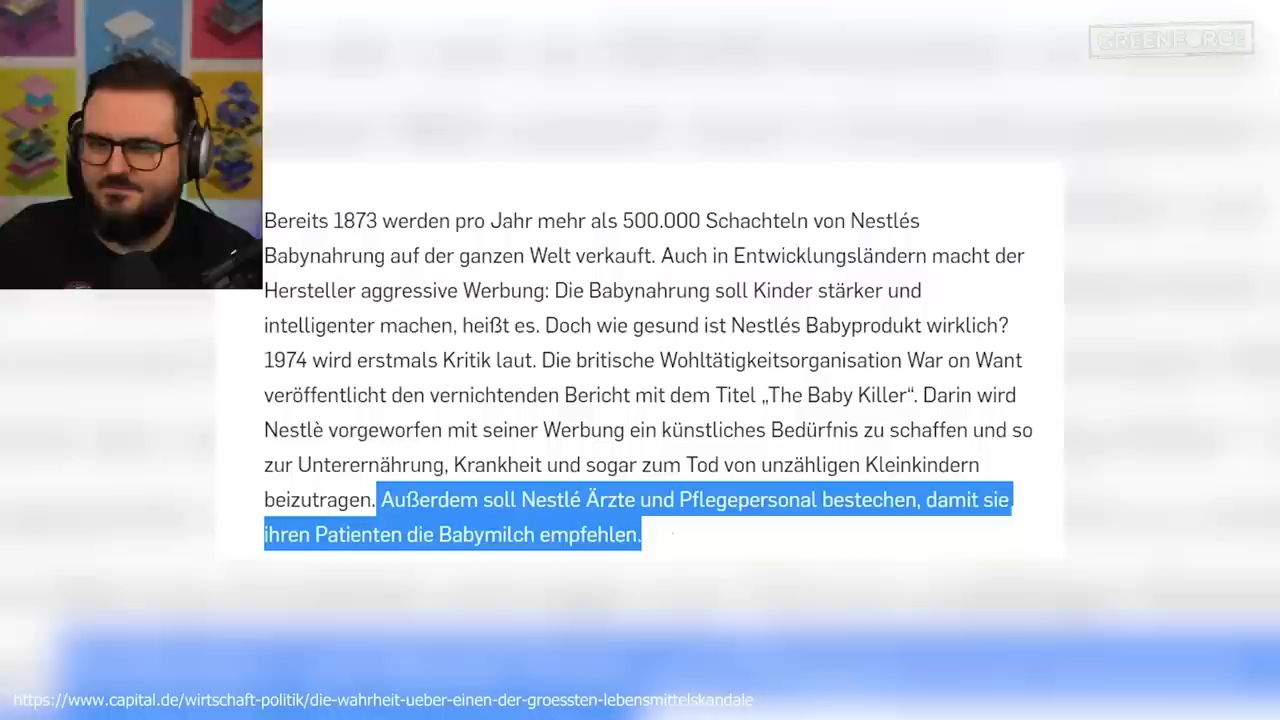 GREENFORCE
Bereits 1873 werden pro Jahr mehr als 500.000 Schachteln von Nestlés
Babynahrung auf der ganzen Welt verkauft. Auch in Entwicklungsländern macht der
Hersteller aggressive Werbung: Die Babynahrung soll Kinder stärker und
intelligenter machen, heißt es. Doch wie gesund ist Nestlés Babyprodukt wirklich?
1974 wird erstmals Kritik laut. Die britische Wohltätigkeitsorganisation War on Want
veröffentlicht den vernichtenden Bericht mit dem Titel „The Baby Killer“. Darin wird
Nestlè vorgeworfen mit seiner Werbung ein künstliches Bedürfnis zu schaffen und so
zur Unterernährung, Krankheit und sogar zum Tod von unzähligen Kleinkindern
beizutragen. Außerdem soll Nestlé Ärzte und Pflegepersonal bestechen, damit sie
ihren Patienten die Babymilch empfehlen.
https://www.capital.de/wirtschaft-politik/die-wahrheit-ueber-einen-der-groessten-lebensmittelskandale